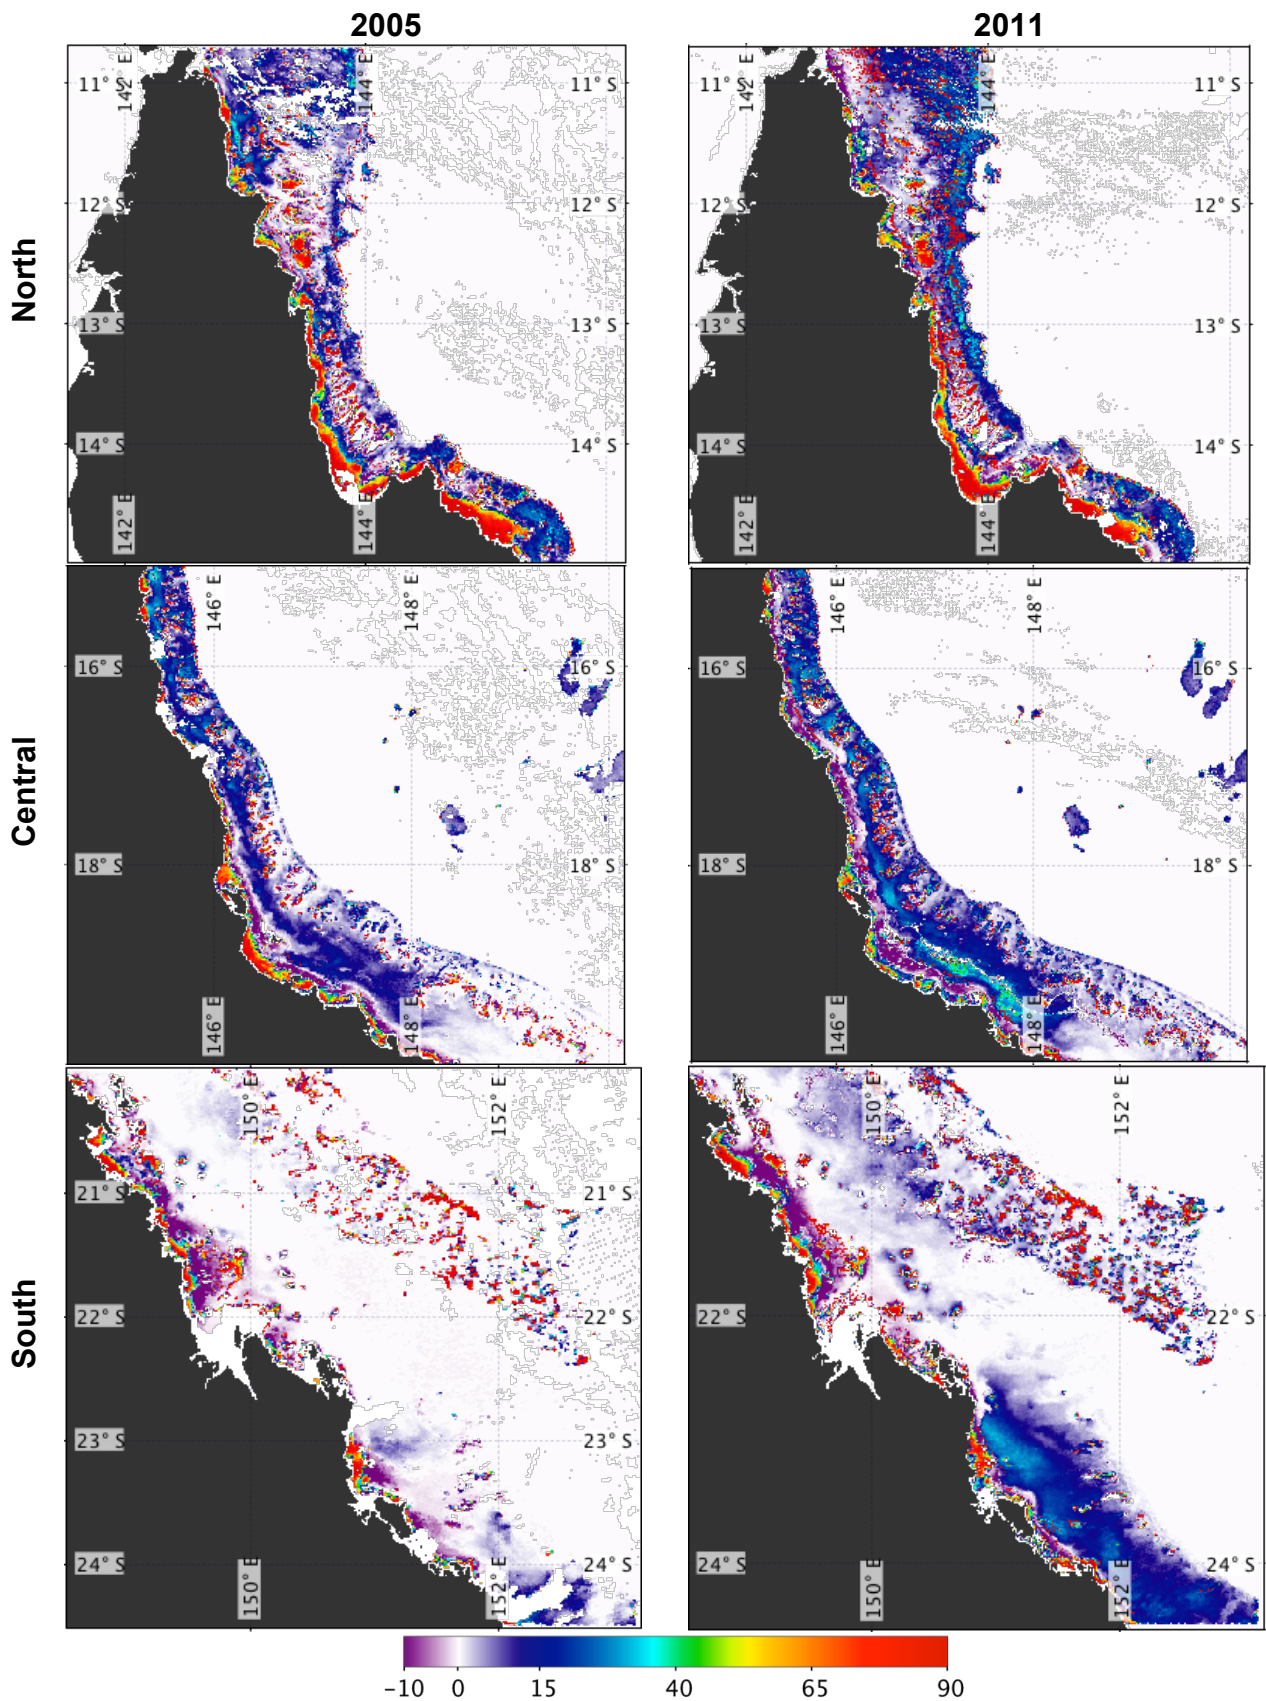 2005 2011
North
142° E 144° E 11° S 142° E 144° E 11° S
11° S 11° S
12° S 12° S 12° S 12° S
13° S 13° S 13° S 13° S
14° S 14° S 14° S 14° S
142° E 144° E 142° E 144° E
Central
146° E 148° E 146° E 148° E
16° S 16° S 16° S 16° S
18° S 18° S 18° S 18° S
146° E 148° E 146° E 148° E
South
150° E 152° E 150° E 152° E
21° S 21° S
22° S 22° S 22° S 22° S
23° S 23° S
24° S 24° S 24° S 24° S
150° E 152° E 150° E 152° E
−10 0 15 40 65 90